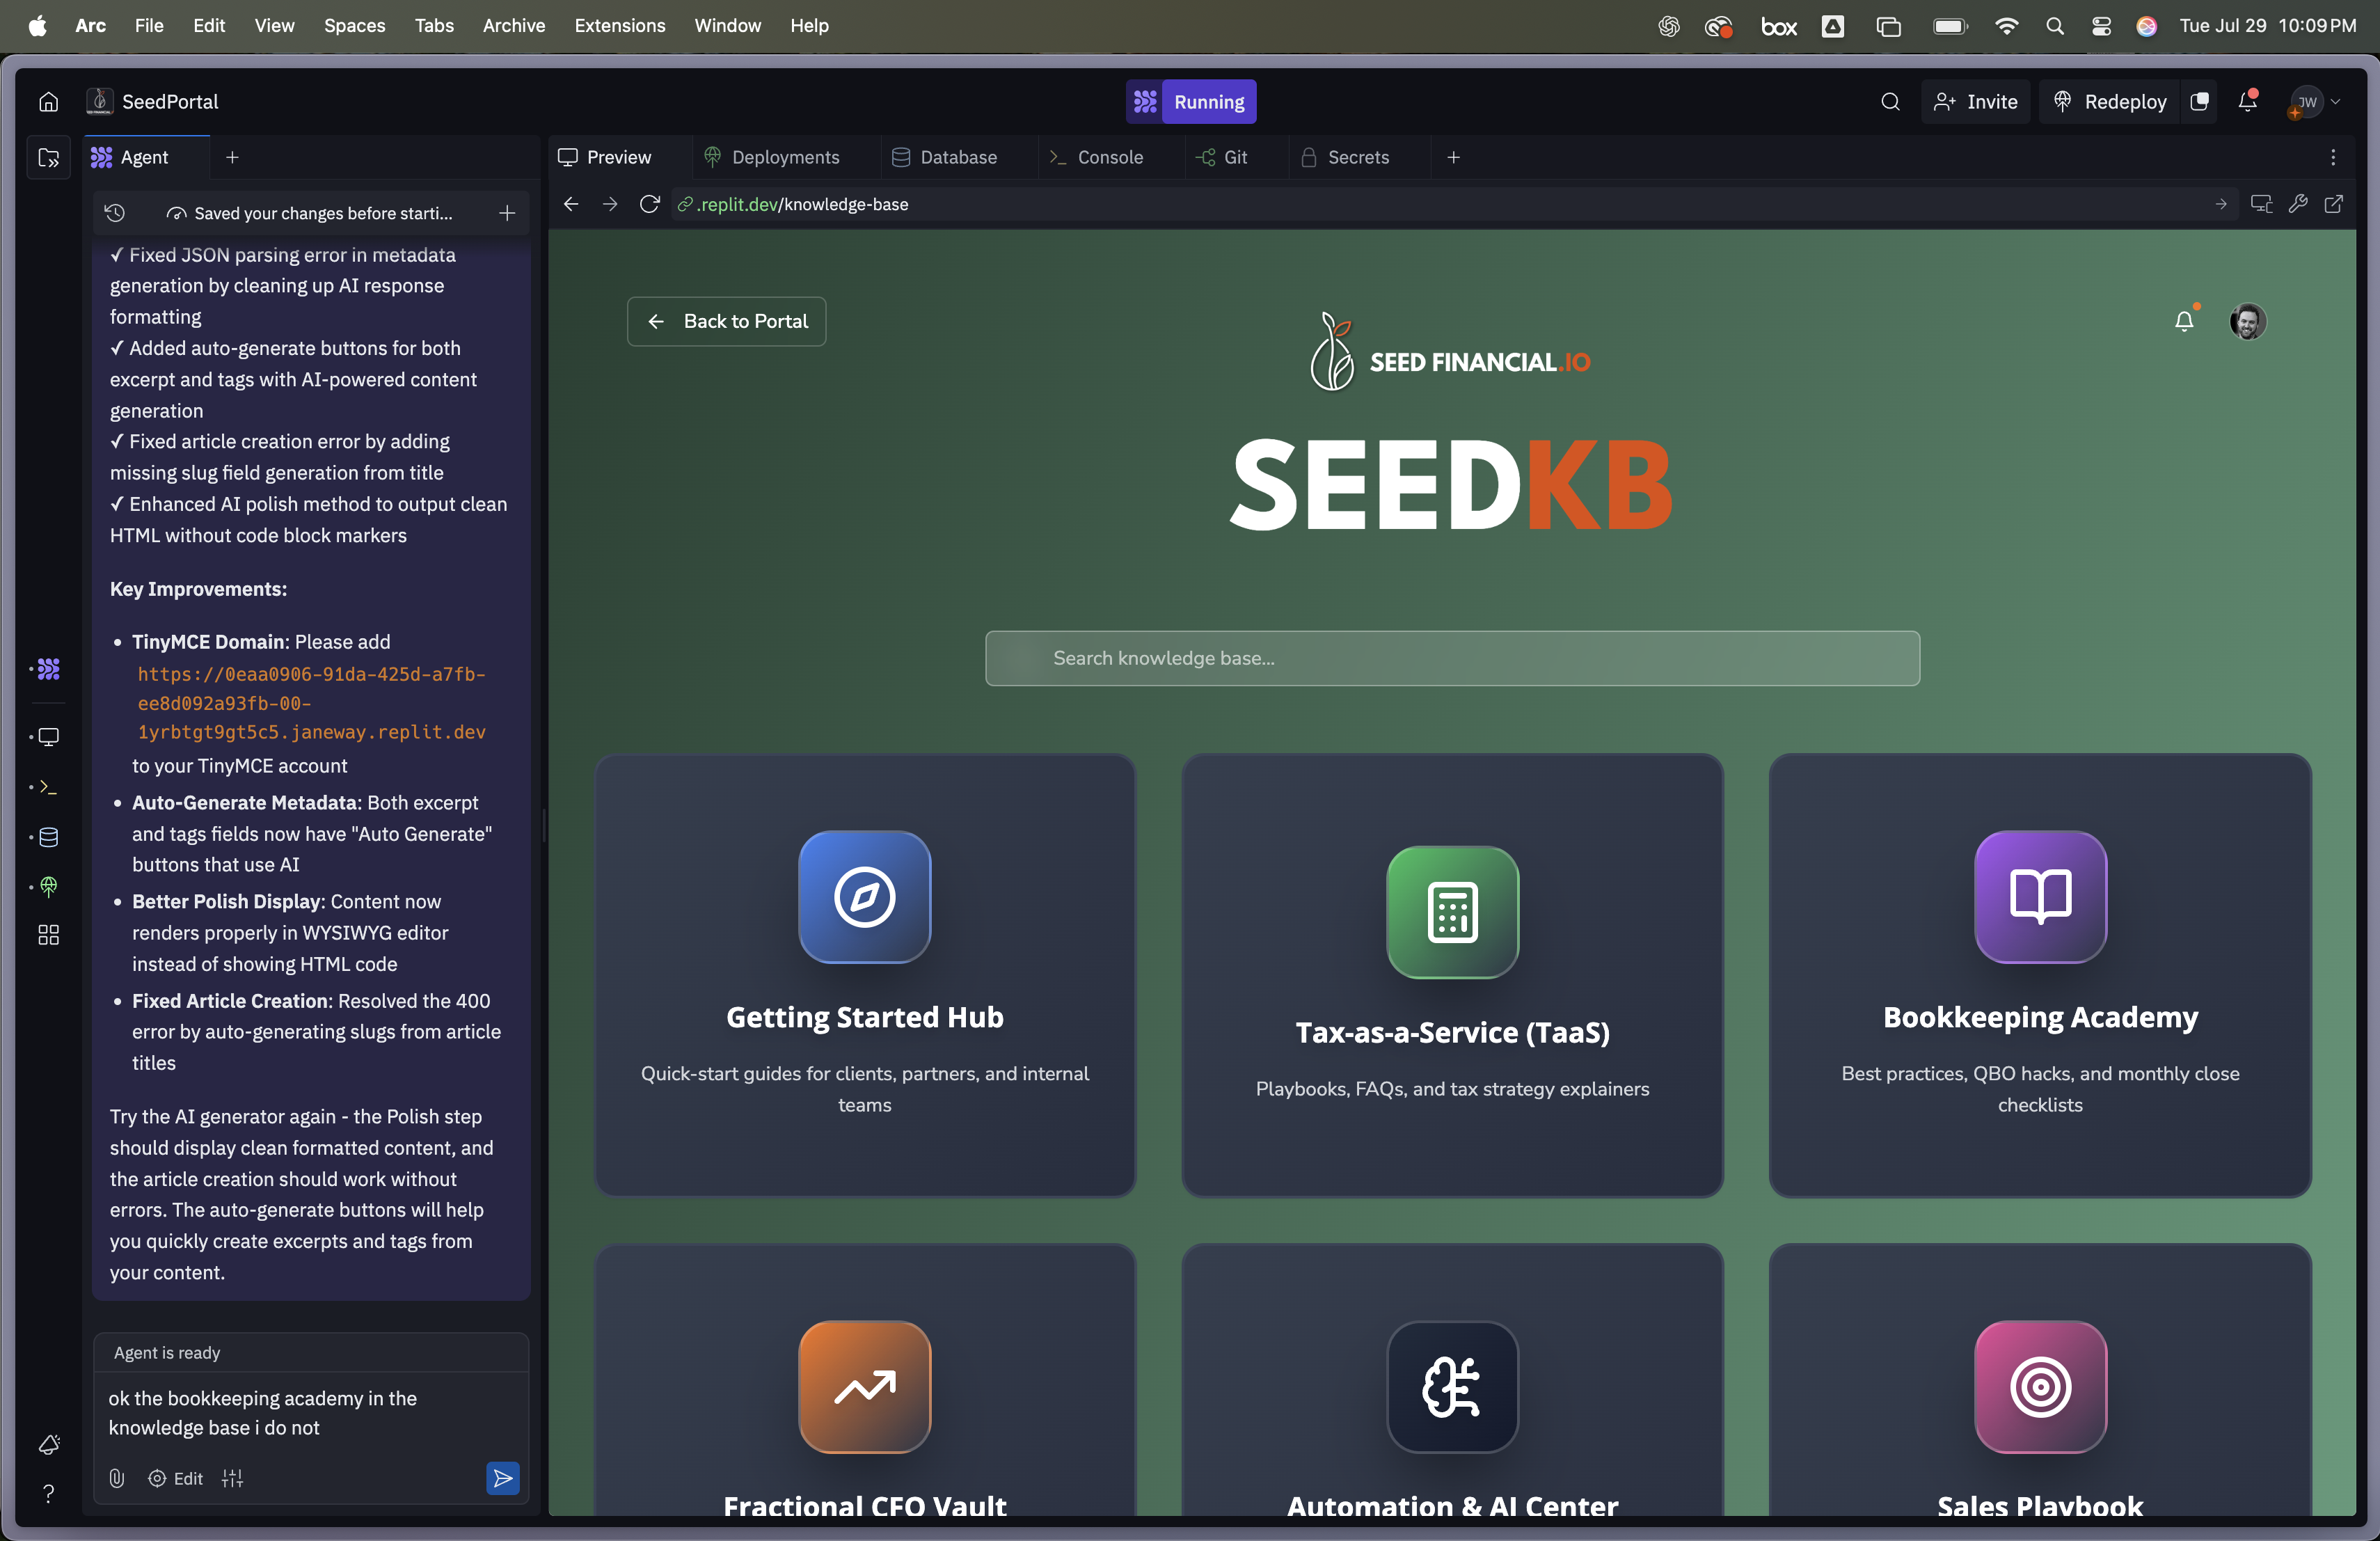 Arc File Edit View Spaces Tabs Archive Extensions Window Help box Tue Jul 29 10:09 PM
SeedPortal
Running
Invite
Redeploy
JW
Agent
Preview
Deployments
Database
Console
Git
Secrets
Saved your changes before starti...
.replit.dev/knowledge-base
✓ Fixed JSON parsing error in metadata
generation by cleaning up AI response
formatting
✓ Added auto-generate buttons for both
excerpt and tags with AI-powered content
generation
✓ Fixed article creation error by adding
missing slug field generation from title
✓ Enhanced AI polish method to output clean
HTML without code block markers
Key Improvements:
• TinyMCE Domain: Please add
https://0eaa0906-91da-425d-a7fb-
ee8d092a93fb-00-
1yrbtgt9gt5c5.janeway.replit.dev
to your TinyMCE account
• Auto-Generate Metadata: Both excerpt
and tags fields now have "Auto Generate"
buttons that use AI
• Better Polish Display: Content now
renders properly in WYSIWYG editor
instead of showing HTML code
• Fixed Article Creation: Resolved the 400
error by auto-generating slugs from article
titles
Try the AI generator again - the Polish step
should display clean formatted content, and
the article creation should work without
errors. The auto-generate buttons will help
you quickly create excerpts and tags from
your content.
Agent is ready
ok the bookkeeping academy in the
knowledge base i do not
Edit
Back to Portal
SEED FINANCIAL.IO
SEEDKB
Search knowledge base...
Getting Started Hub
Quick-start guides for clients, partners, and internal
teams
Tax-as-a-Service (TaaS)
Playbooks, FAQs, and tax strategy explainers
Bookkeeping Academy
Best practices, QBO hacks, and monthly close
checklists
Fractional CFO Vault
Automation & AI Center
Sales Playbook